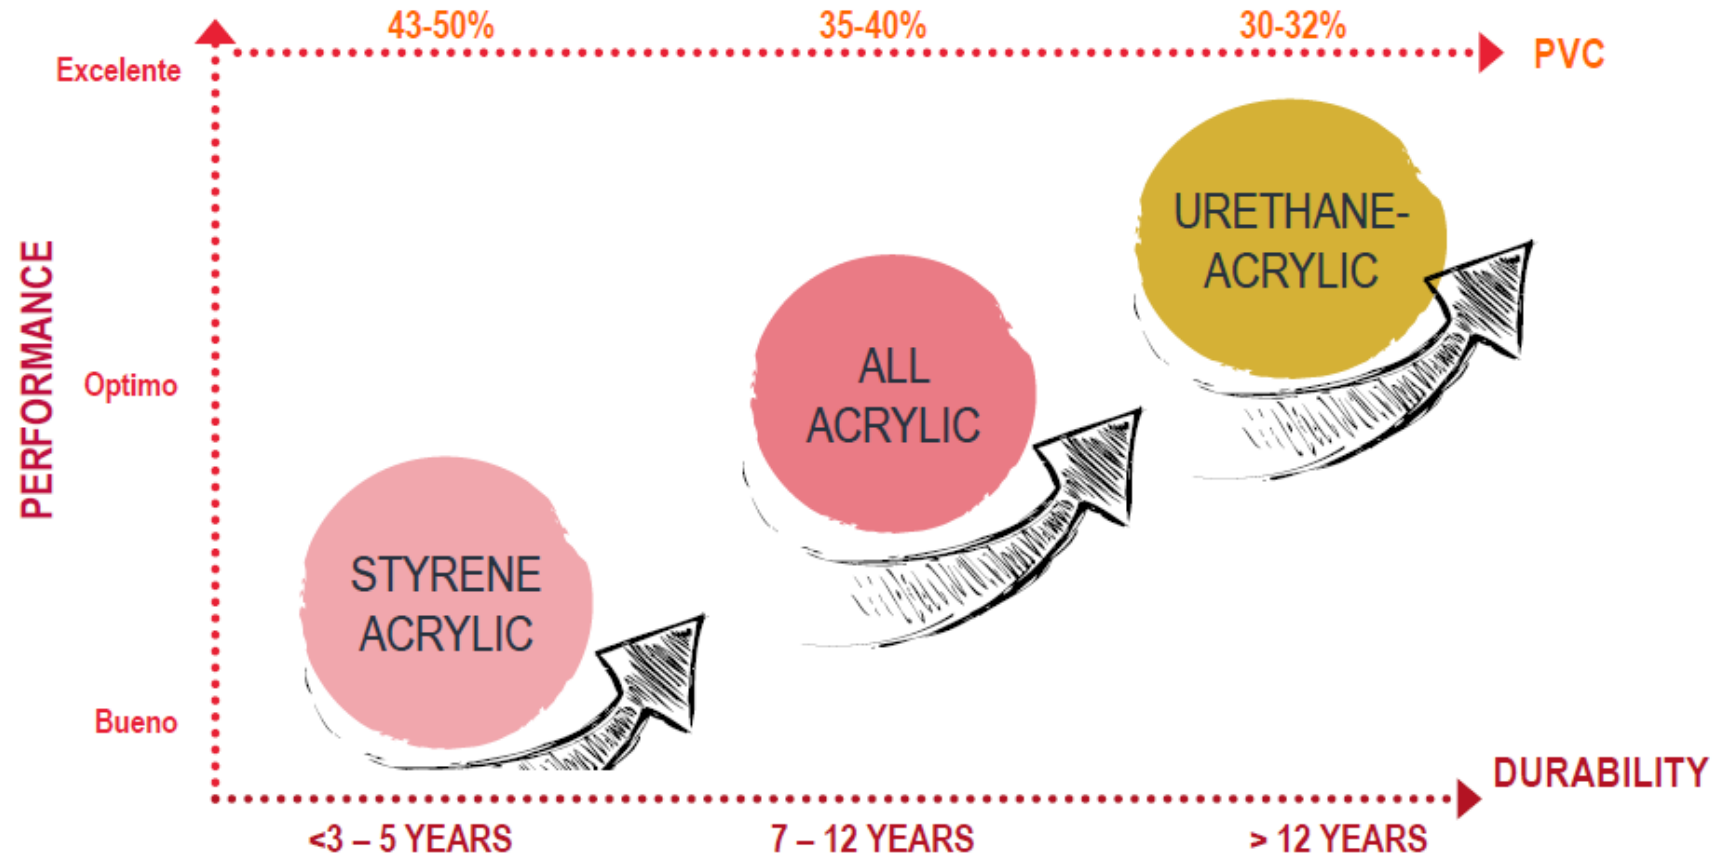 43-50%
35-40%
30-32%
PVC
Excelente
URETHANE-
ACRYLIC
PERFORMANCE
Optimo
ALL
ACRYLIC
STYRENE
ACRYLIC
Bueno
DURABILITY
<3 – 5 YEARS
7 – 12 YEARS
> 12 YEARS